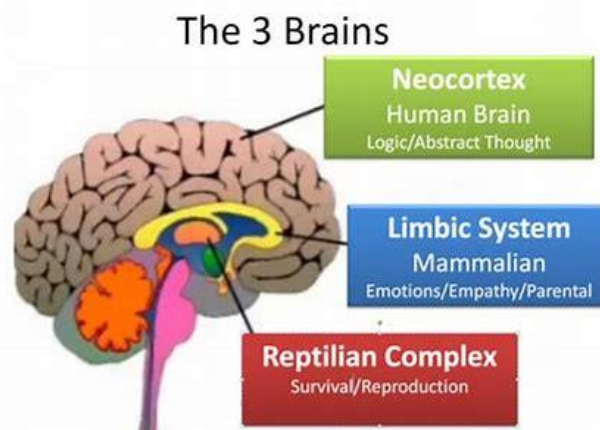 The 3 Brains
Neocortex
Human Brain
Logic/Abstract Thought
Limbic System
Mammalian
Emotions/Empathy/Parental
Reptilian Complex
Survival/Reproduction